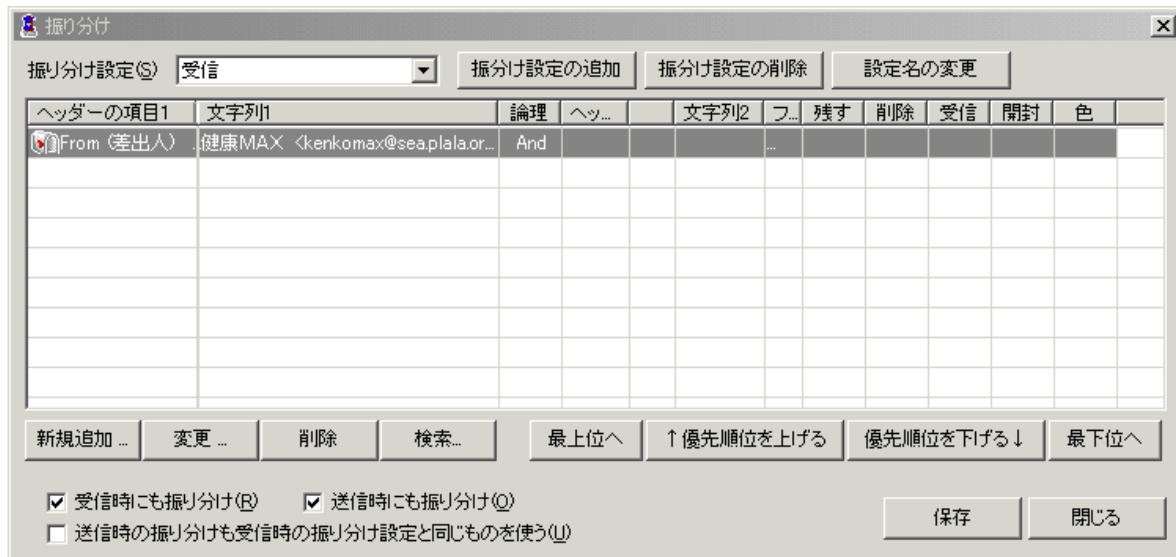 振り分け
振り分け設定(S) 受信 振分け設定の追加 振分け設定の削除 設定名の変更
ヘッダーの項目1 文字列1 論理 ヘッ... 文字列2 フ... 残す 削除 受信 開封 色
From (差出人) ... 健康MAX <kenkomax@sea.plala.or... And ...
新規追加 ... 変更 ... 削除 検索... 最上位へ ↑優先順位を上げる 優先順位を下げる↓ 最下位へ
受信時にも振り分け(R) 送信時にも振り分け(O)
送信時の振り分けも受信時の振り分け設定と同じものを使う(U)
保存 閉じる